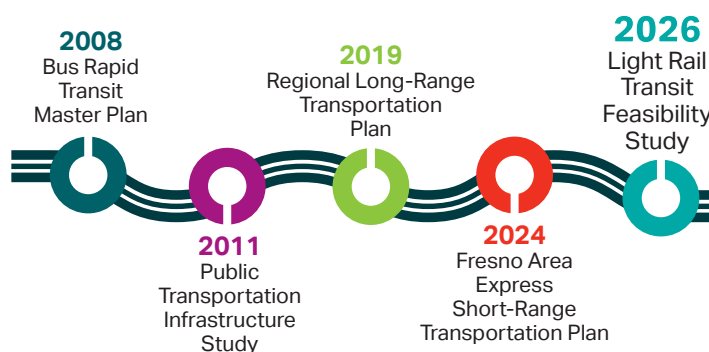 2008
Bus Rapid
Transit
Master Plan
2011
Public
Transportation
Infrastructure
Study
2019
Regional Long-Range
Transportation
Plan
2024
Fresno Area
Express
Short-Range
Transportation Plan
2026
Light Rail
Transit
Feasibility
Study